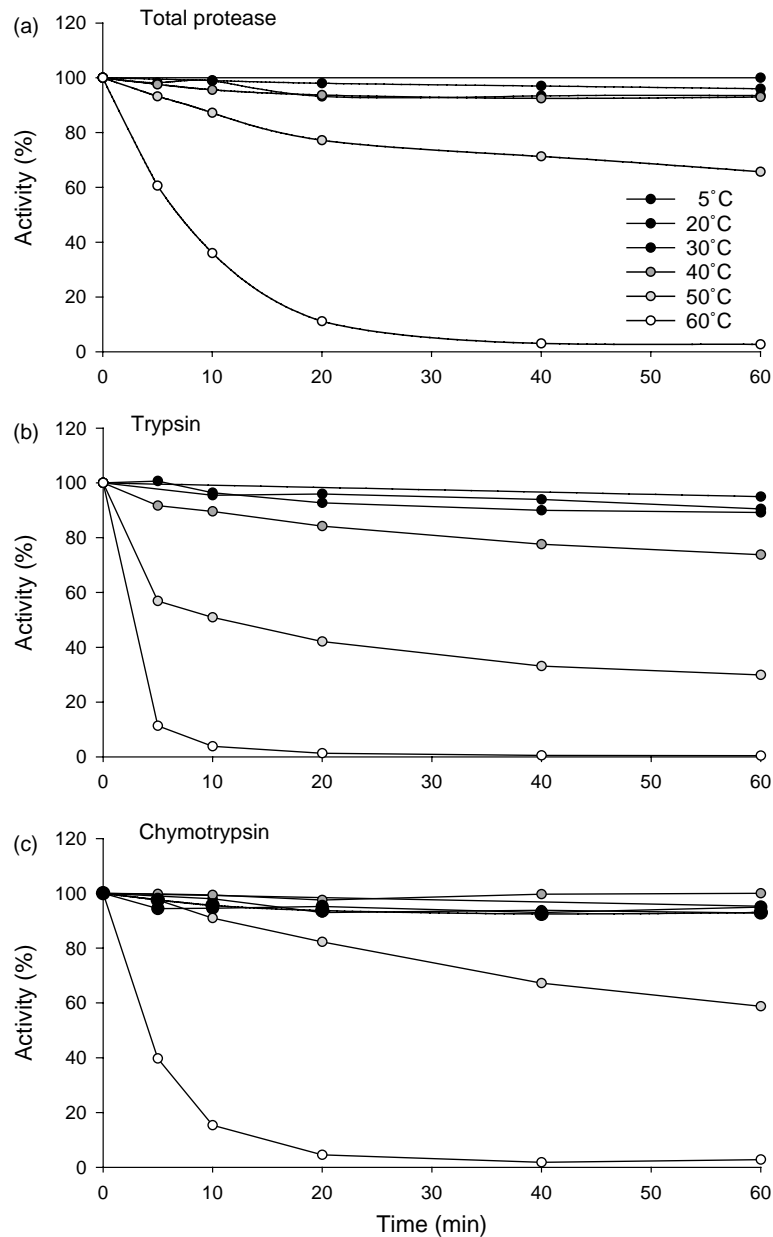 (a) Total protease
120
100
80
60
40
20
0
Activity (%)
5˚C
20˚C
30˚C
40˚C
50˚C
60˚C
0 10 20 30 40 50 60
(b) Trypsin
120
100
80
60
40
20
0
Activity (%)
0 10 20 30 40 50 60
(c) Chymotrypsin
120
100
80
60
40
20
0
Activity (%)
0 10 20 30 40 50 60
Time (min)